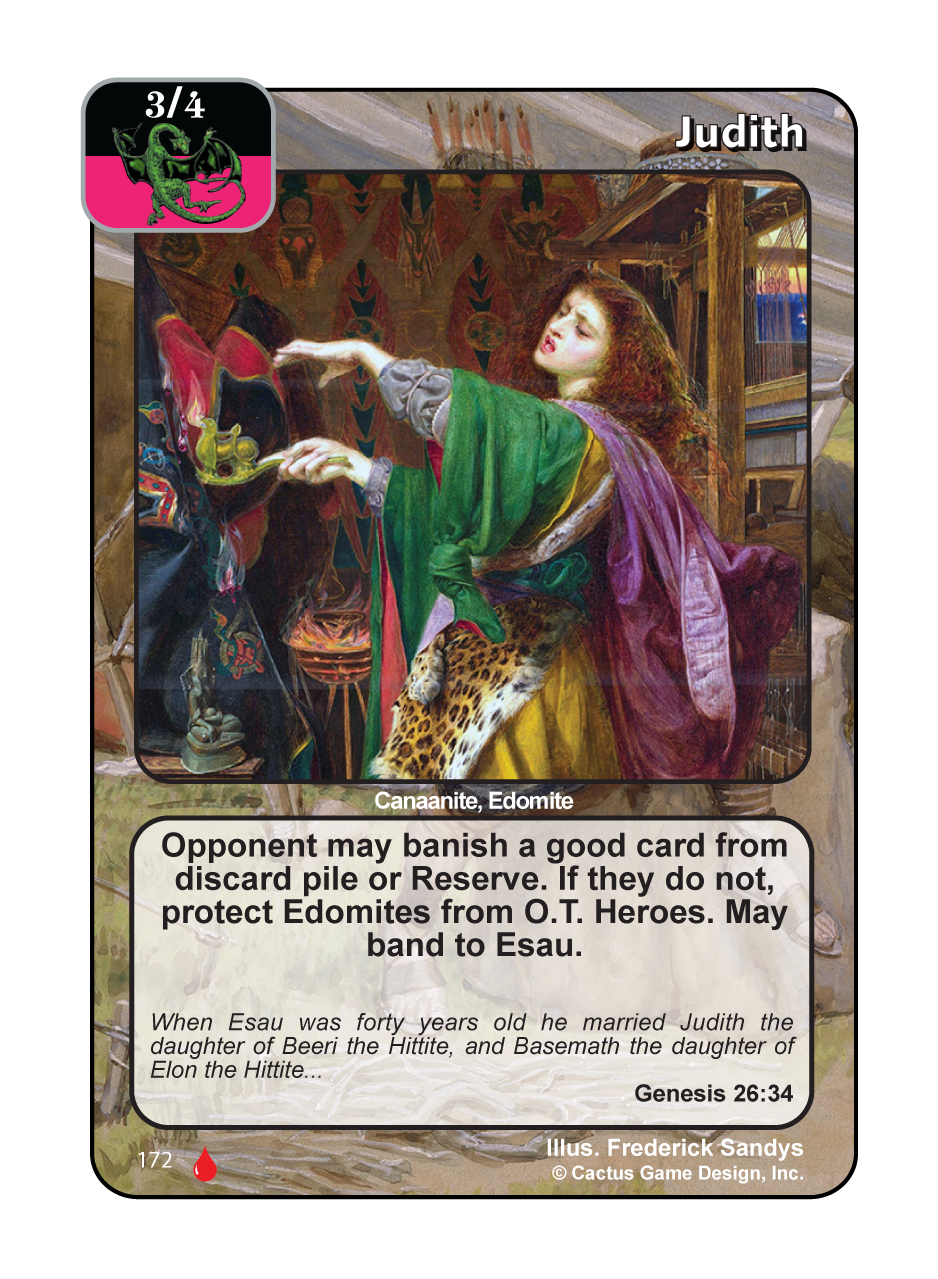 3/4
Judith
Canaanite, Edomite
Opponent may banish a good card from
discard pile or Reserve. If they do not,
protect Edomites from O.T. Heroes. May
band to Esau.
When Esau was forty years old he married Judith the
daughter of Beeri the Hittite, and Basemath the daughter of
Elon the Hittite...
Genesis 26:34
172
Illus. Frederick Sandys
© Cactus Game Design, Inc.